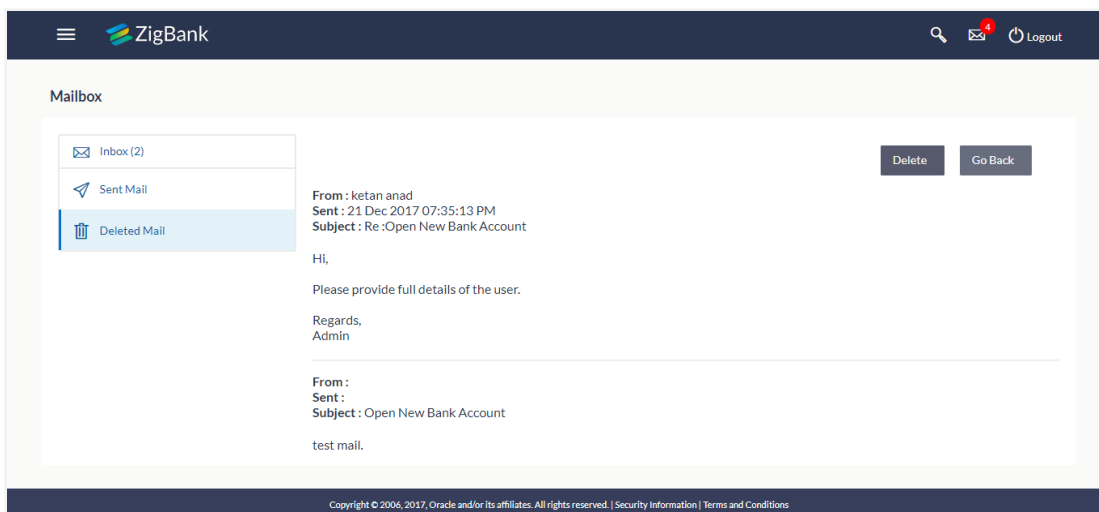 ZigBank
4
Logout
Mailbox
Inbox (2)
Sent Mail
Deleted Mail
Delete
Go Back
From : ketan anad
Sent : 21 Dec 2017 07:35:13 PM
Subject : Re :Open New Bank Account
Hi,
Please provide full details of the user.
Regards,
Admin
From :
Sent :
Subject : Open New Bank Account
test mail.
Copyright © 2006, 2017, Oracle and/or its affiliates. All rights reserved. | Security Information | Terms and Conditions